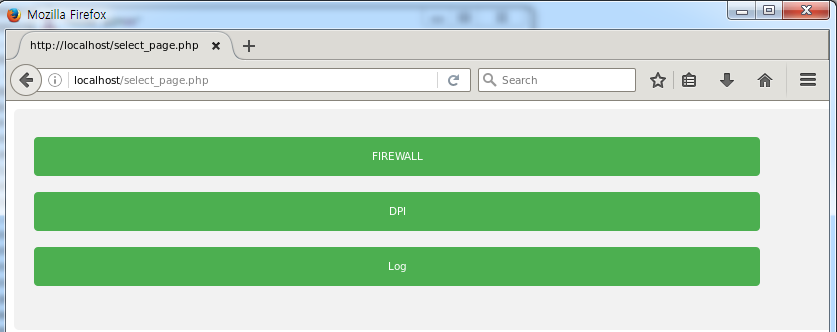 Mozilla Firefox
http://localhost/select_page.php
localhost/select_page.php
Search
FIREWALL
DPI
Log